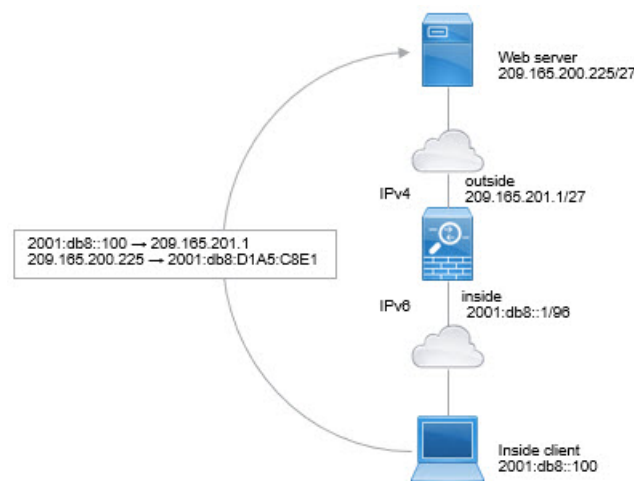 Web server
209.165.200.225/27
outside
IPv4
209.165.201.1/27
2001:db8::100 → 209.165.201.1
209.165.200.225 → 2001:db8:D1A5:C8E1
IPv6
inside
2001:db8::1/96
Inside client
2001:db8::100